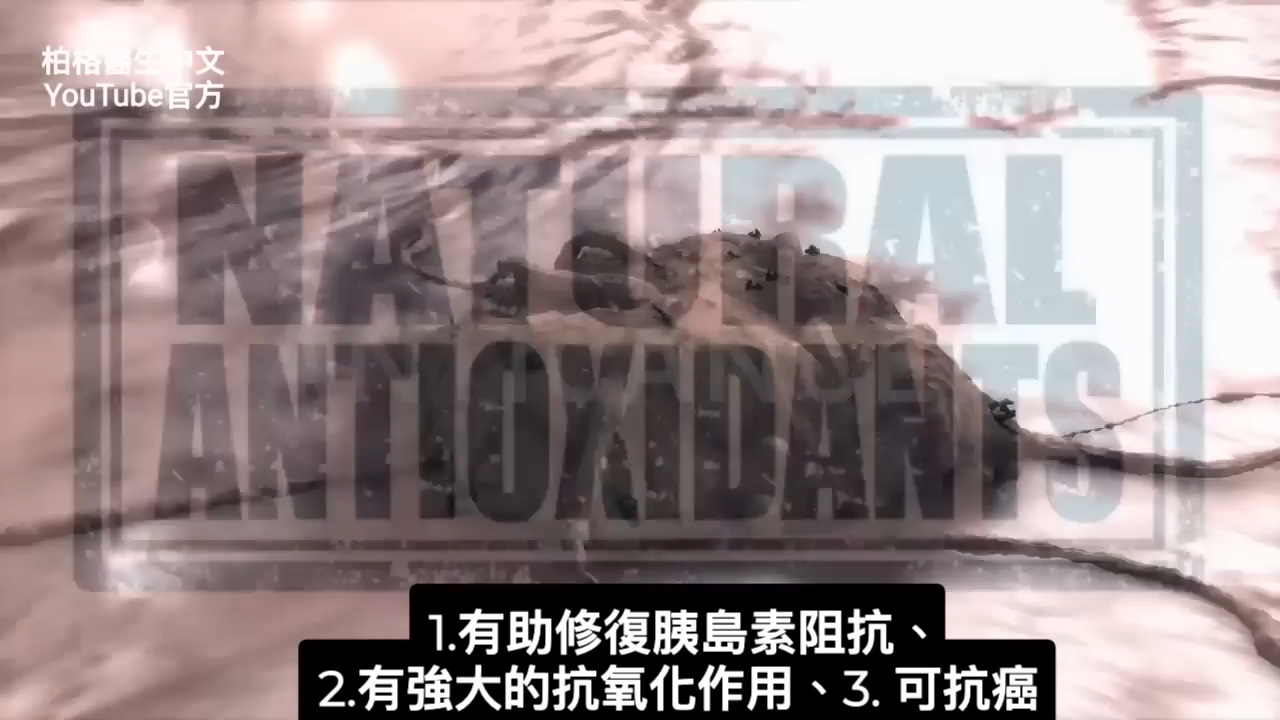 柏格醫生中文
YouTube官方
NATURAL
ANTIOXIDANTS
1.有助修復胰島素阻抗、
2.有強大的抗氧化作用、3. 可抗癌